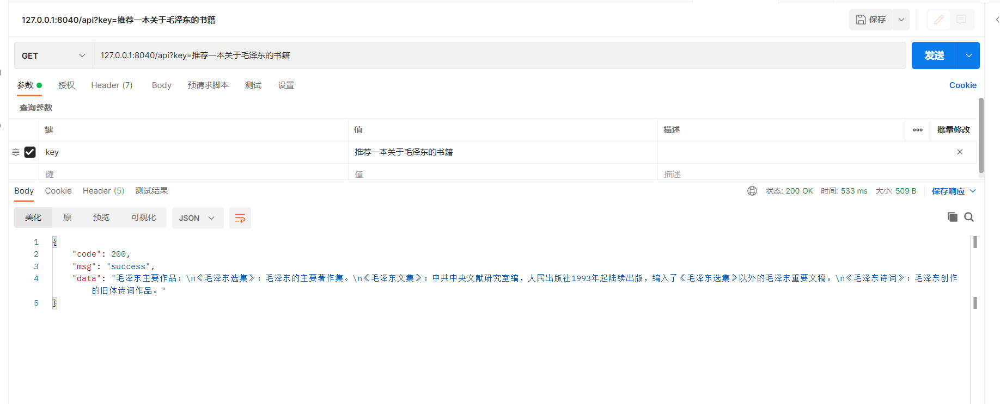 127.0.0.1:8040/api?key=推荐一本关于毛泽东的书籍
保存
GET
127.0.0.1:8040/api?key=推荐一本关于毛泽东的书籍
发送
参数 授权 Header (7) Body 预请求脚本 测试 设置 Cookie
查询参数
键 值 描述 批量修改
key 推荐一本关于毛泽东的书籍
键 值 描述
Body Cookie Header (5) 测试结果 状态: 200 OK 时间: 533 ms 大小: 509 B 保存响应
美化 原 预览 可视化 JSON
1 {
2 "code": 200,
3 "msg": "success",
4 "data": "毛泽东主要作品：\n《毛泽东选集》：毛泽东的主要著作集。\n《毛泽东文集》：中共中央文献研究室编，人民出版社1993年起陆续出版，编入了《毛泽东选集》以外的毛泽东重要文稿。\n《毛泽东诗词》：毛泽东创作
的旧体诗词作品。"
5 }